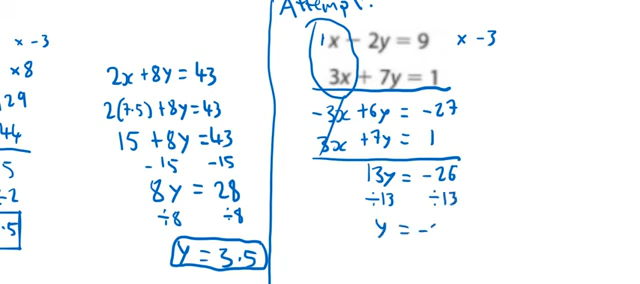 x -3
x8
29
44
5
÷2
.5
2x + 8y = 43
2(7.5) + 8y = 43
15 + 8y = 43
-15 -15
8y = 28
÷8 ÷8
y = 3.5
Attempt:
1x - 2y = 9 x -3
3x + 7y = 1
-3x + 6y = -27
3x + 7y = 1
13y = -26
÷13 ÷13
y = -